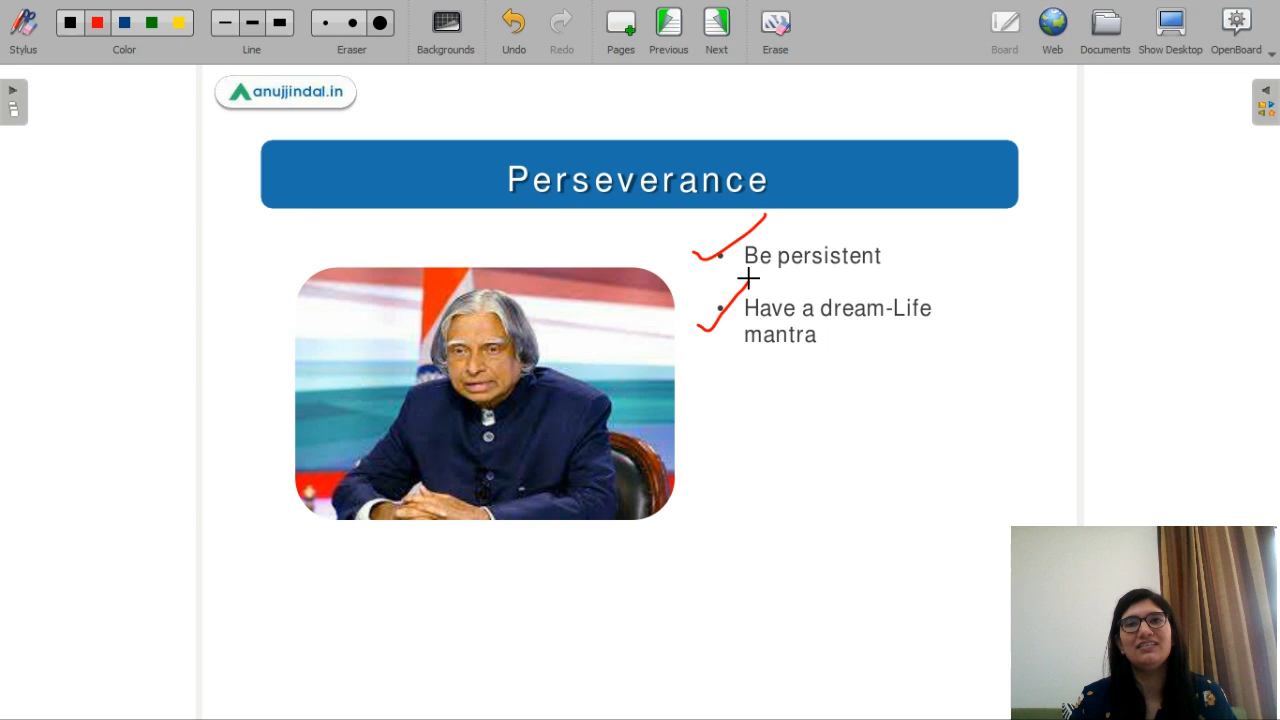 Stylus
Color
Line
Eraser
Backgrounds
Undo
Redo
Pages
Previous
Next
Erase
Board
Web
Documents
Show Desktop
OpenBoard
anujjindal.in
Perseverance
• Be persistent
• Have a dream-Life
mantra